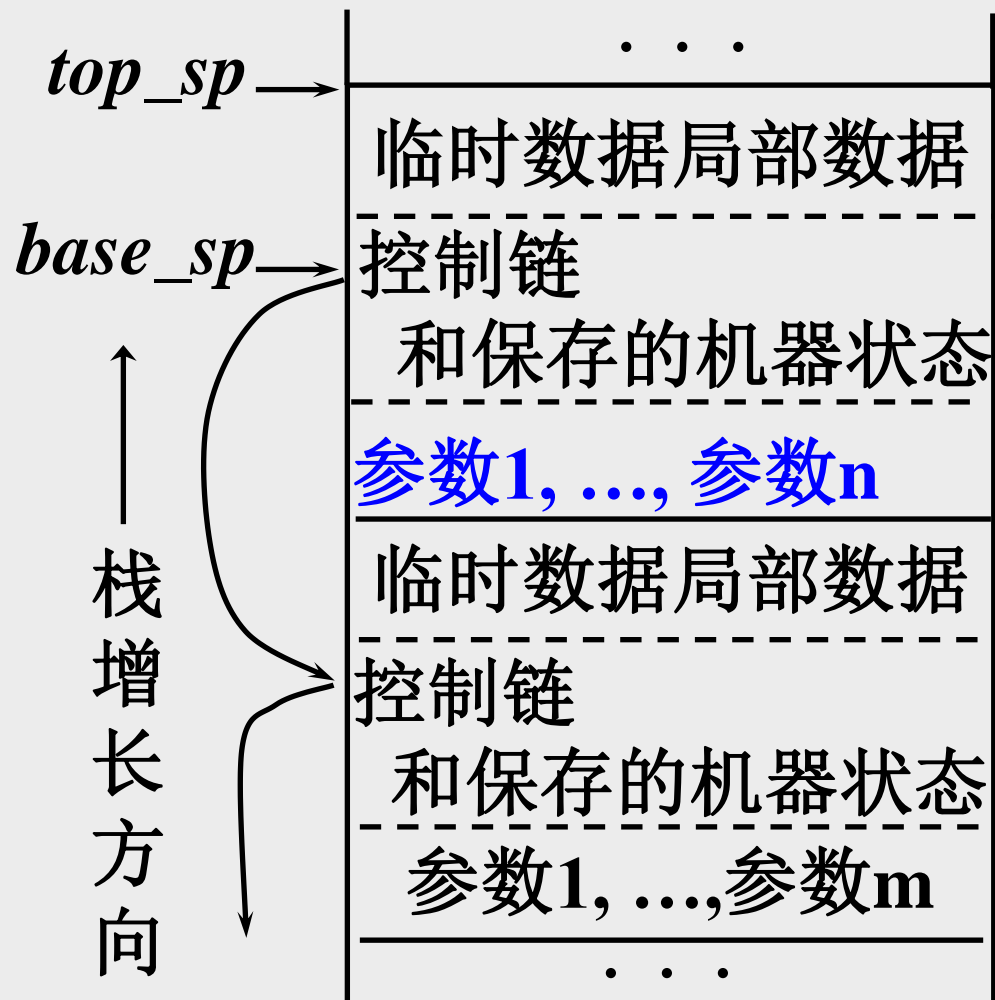 . . .
top_sp
临时数据局部数据
base_sp
控制链
和保存的机器状态
参数1, …, 参数n
临时数据局部数据
控制链
和保存的机器状态
参数1, …,参数m
. . .
栈增长方向